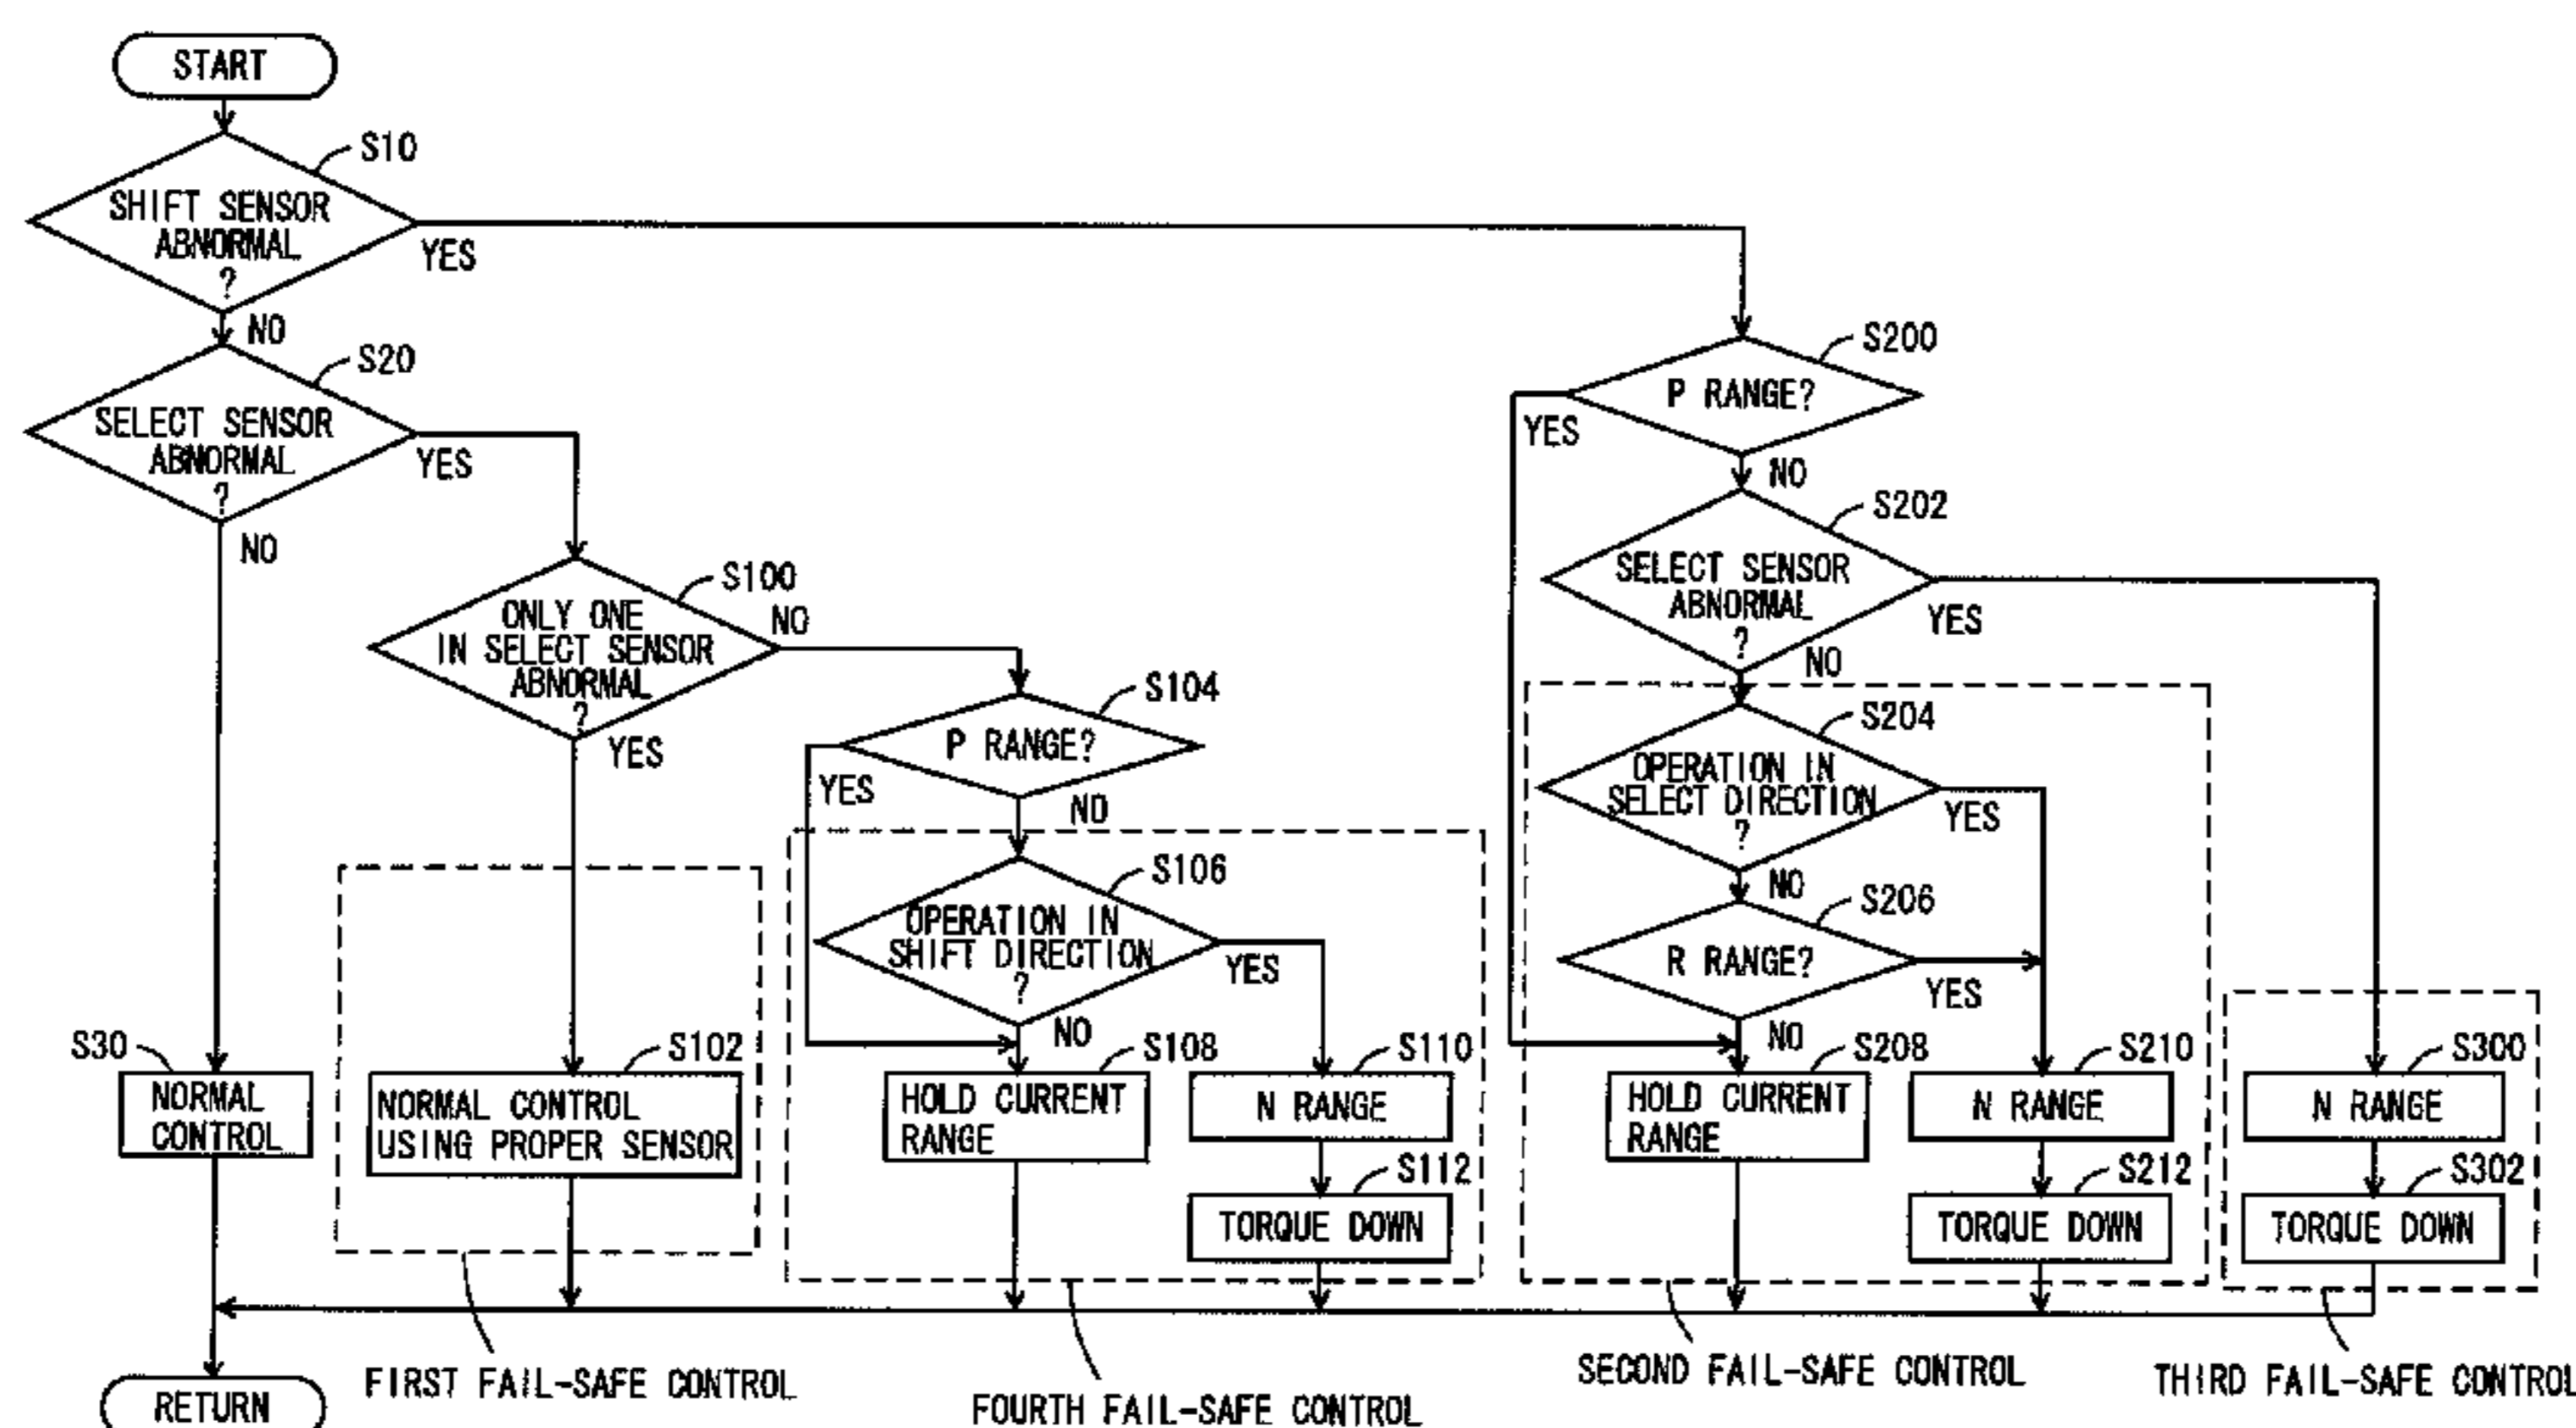 START
S10
SHIFT SENSOR
ABNORMAL
?
YES
NO
S20
SELECT SENSOR
ABNORMAL
?
YES
NO
S100
ONLY ONE
IN SELECT SENSOR
ABNORMAL
?
NO
YES
S104
P RANGE?
YES
NO
S106
OPERATION IN
SHIFT DIRECTION
?
YES
NO
S200
P RANGE?
YES
NO
S202
SELECT SENSOR
ABNORMAL
?
YES
NO
S204
OPERATION IN
SELECT DIRECTION
?
YES
NO
S206
R RANGE?
YES
NO
S30
NORMAL
CONTROL
S102
NORMAL CONTROL
USING PROPER SENSOR
S108
HOLD CURRENT
RANGE
S110
N RANGE
S112
TORQUE DOWN
S208
HOLD CURRENT
RANGE
S210
N RANGE
S212
TORQUE DOWN
S300
N RANGE
S302
TORQUE DOWN
RETURN
FIRST FAIL-SAFE CONTROL
FOURTH FAIL-SAFE CONTROL
SECOND FAIL-SAFE CONTROL
THIRD FAIL-SAFE CONTROL